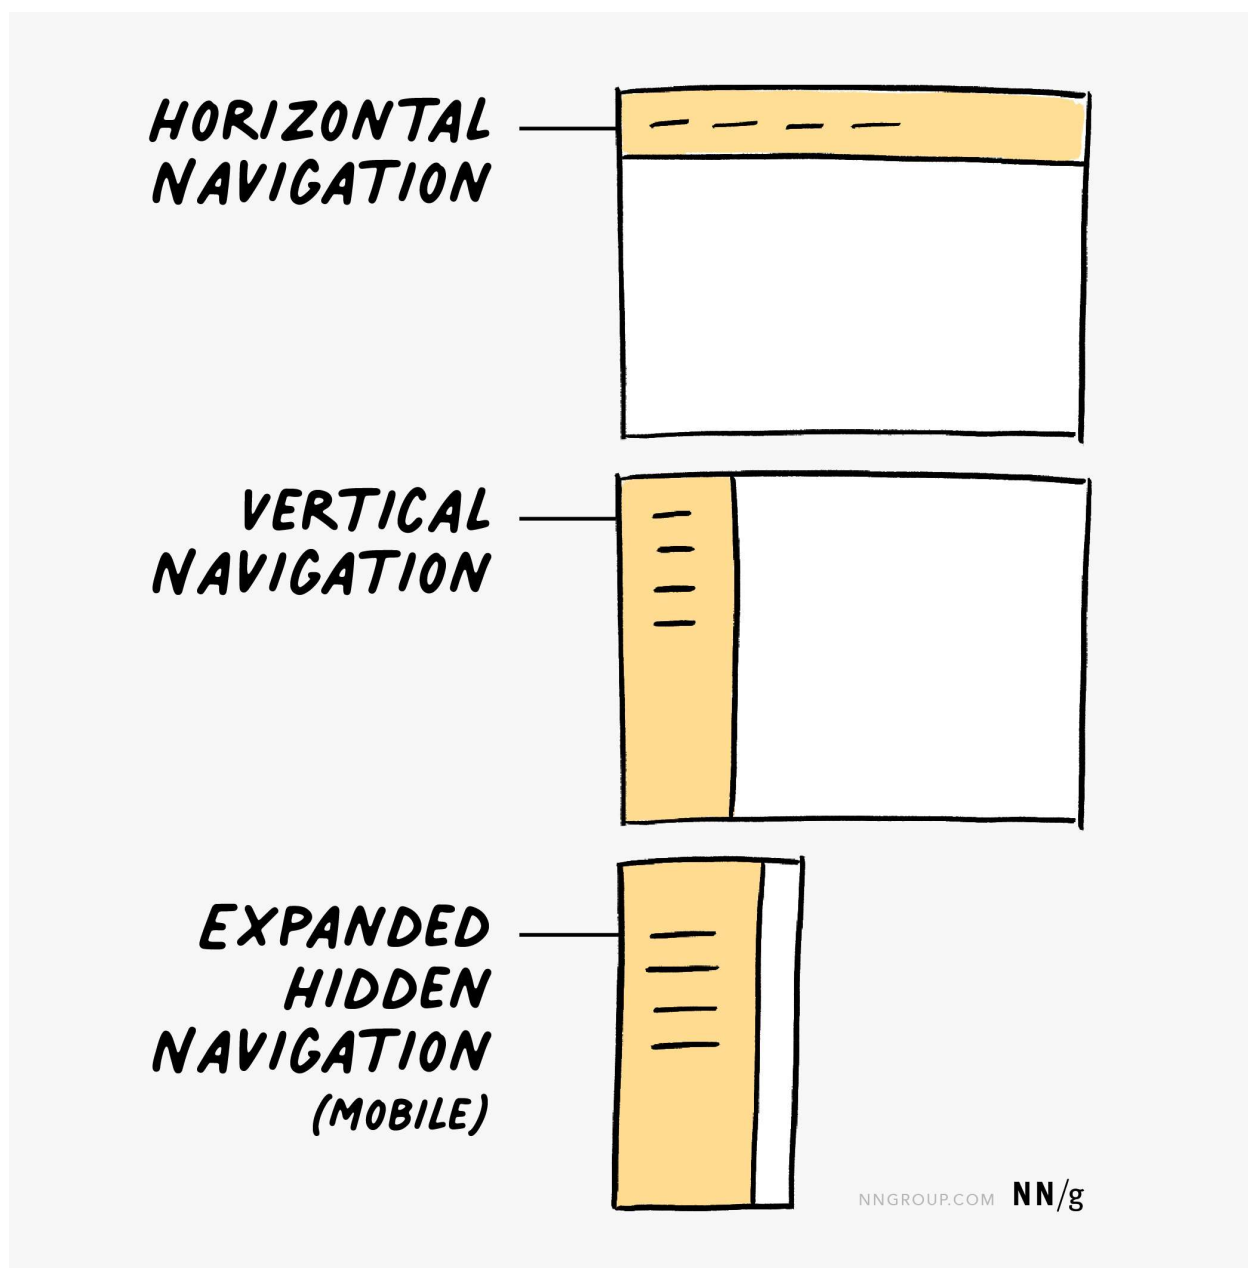 HORIZONTAL
NAVIGATION
VERTICAL
NAVIGATION
EXPANDED
HIDDEN
NAVIGATION
(MOBILE)
NNGROUP.COM NN/g